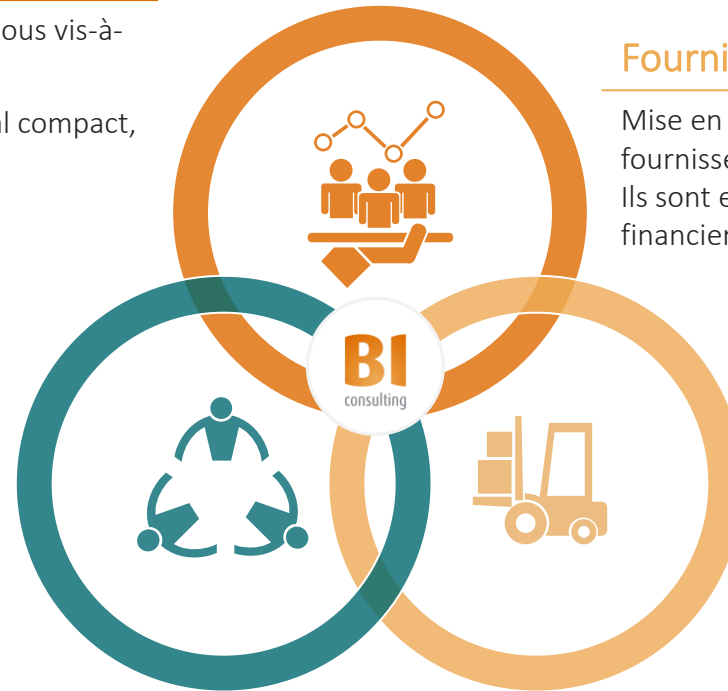 ous vis-à-
l compact,
Fourni
Mise en
fournisse
Ils sont e
financier
BI
consulting